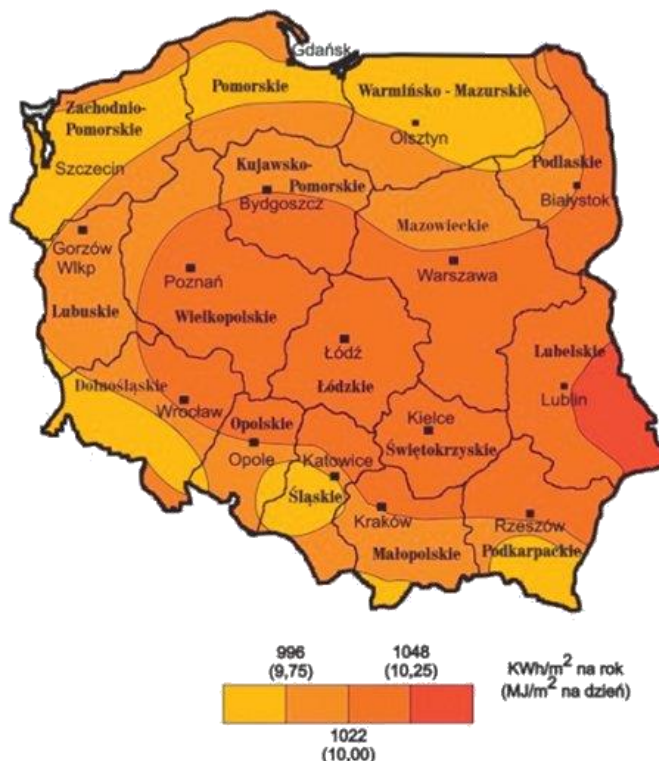 Gdańsk
Pomorskie
Warmińsko - Mazurskie
Zachodnio-
Pomorskie
Olsztyn
Szczecin
Kujawsko-
Pomorskie
Podlaskie
Bydgoszcz
Białystok
Mazowieckie
Gorzów
Wlkp
Poznań
Warszawa
Lubuskie
Wielkopolskie
Łódź
Lubelskie
Dolnośląskie
Łódzkie
Lublin
Wrocław
Opolskie
Kielce
Świętokrzyskie
Opole
Katowice
Śląskie
Kraków
Rzeszów
Małopolskie
Podkarpackie
996
(9,75)
1048
(10,25)
KWh/m² na rok
(MJ/m² na dzień)
1022
(10,00)